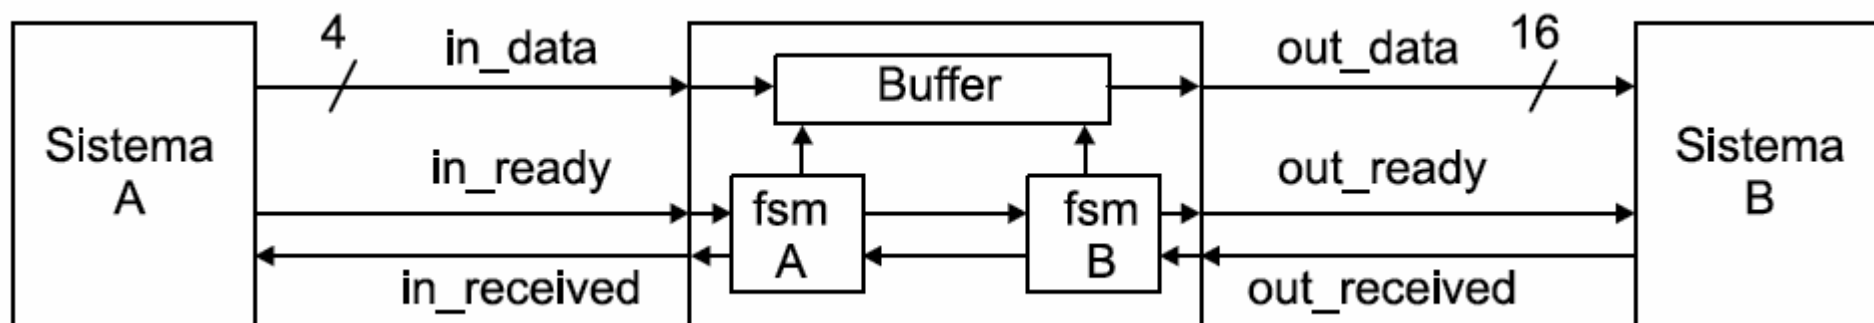 4
in_data
out_data
16
Buffer
Sistema
A
in_ready
out_ready
Sistema
B
fsm
A
fsm
B
in_received
out_received